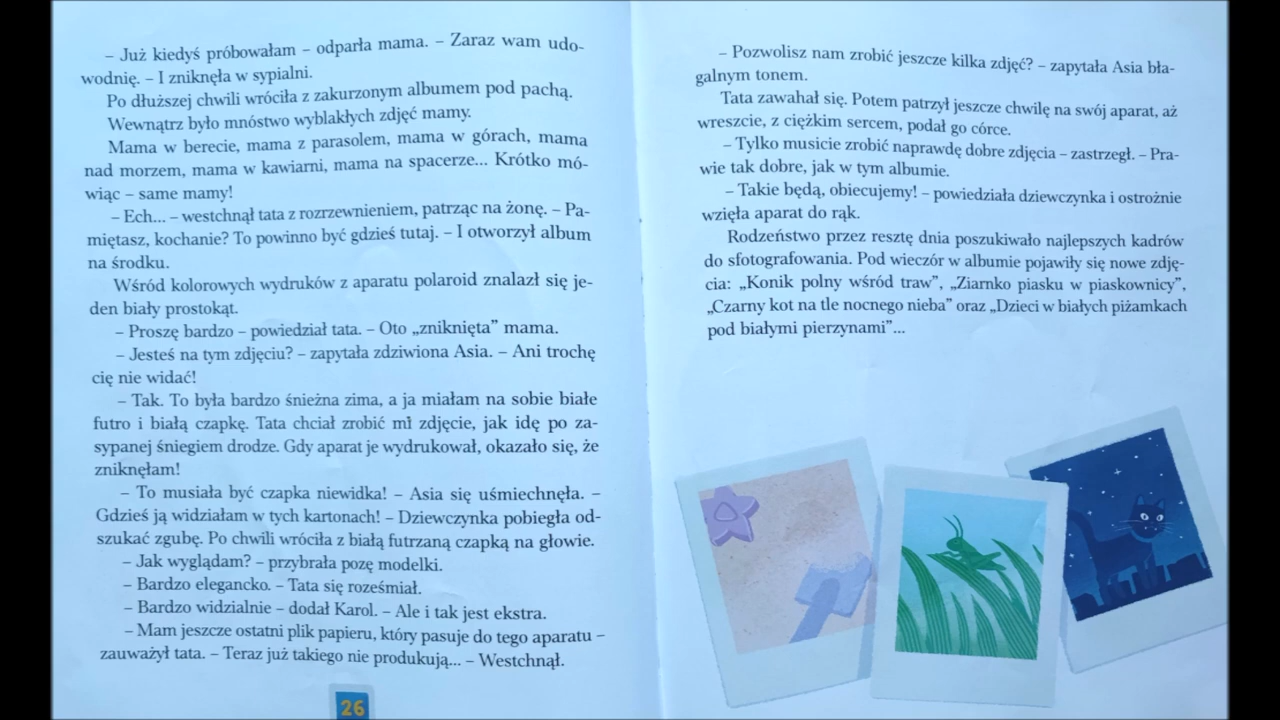 – Już kiedyś próbowałam – odparła mama. – Zaraz wam udo-
wodnię. – I zniknęła w sypialni.
Po dłuższej chwili wróciła z zakurzonym albumem pod pachą.
Wewnątrz było mnóstwo wyblakłych zdjęć mamy.
Mama w berecie, mama z parasolem, mama w górach, mama
nad morzem, mama w kawiarni, mama na spacerze... Krótko mó-
wiąc – same mamy!
– Ech... – westchnął tata z rozrzewnieniem, patrząc na żonę. – Pa-
miętasz, kochanie? To powinno być gdzieś tutaj. – I otworzył album
na środku.
Wśród kolorowych wydruków z aparatu polaroid znalazł się je-
den biały prostokąt.
– Proszę bardzo – powiedział tata. – Oto „zniknięta” mama.
– Jesteś na tym zdjęciu? – zapytała zdziwiona Asia. – Ani trochę
cię nie widać!
– Tak. To była bardzo śnieżna zima, a ja miałam na sobie białe
futro i białą czapkę. Tata chciał zrobić mi zdjęcie, jak idę po za-
sypanej śniegiem drodze. Gdy aparat je wydrukował, okazało się, że
zniknęłam!
– To musiała być czapka niewidka! – Asia się uśmiechnęła. –
Gdzieś ją widziałam w tych kartonach! – Dziewczynka pobiegła od-
szukać zgubę. Po chwili wróciła z białą futrzaną czapką na głowie.
– Jak wyglądam? – przybrała pozę modelki.
– Bardzo elegancko. – Tata się roześmiał.
– Bardzo widzialnie – dodał Karol. – Ale i tak jest ekstra.
– Mam jeszcze ostatni plik papieru, który pasuje do tego aparatu –
zauważył tata. – Teraz już takiego nie produkują... – Westchnął.
26
– Pozwolisz nam zrobić jeszcze kilka zdjęć? – zapytała Asia bła-
galnym tonem.
Tata zawahał się. Potem patrzył jeszcze chwilę na swój aparat, aż
wreszcie, z ciężkim sercem, podał go córce.
– Tylko musicie zrobić naprawdę dobre zdjęcia – zastrzegł. – Pra-
wie tak dobre, jak w tym albumie.
– Takie będą, obiecujemy! – powiedziała dziewczynka i ostrożnie
wzięła aparat do rąk.
Rodzeństwo przez resztę dnia poszukiwało najlepszych kadrów
do sfotografowania. Pod wieczór w albumie pojawiły się nowe zdję-
cia: „Konik polny wśród traw”, „Ziarnko piasku w piaskownicy”,
„Czarny kot na tle nocnego nieba” oraz „Dzieci w białych piżamkach
pod białymi pierzynami”...